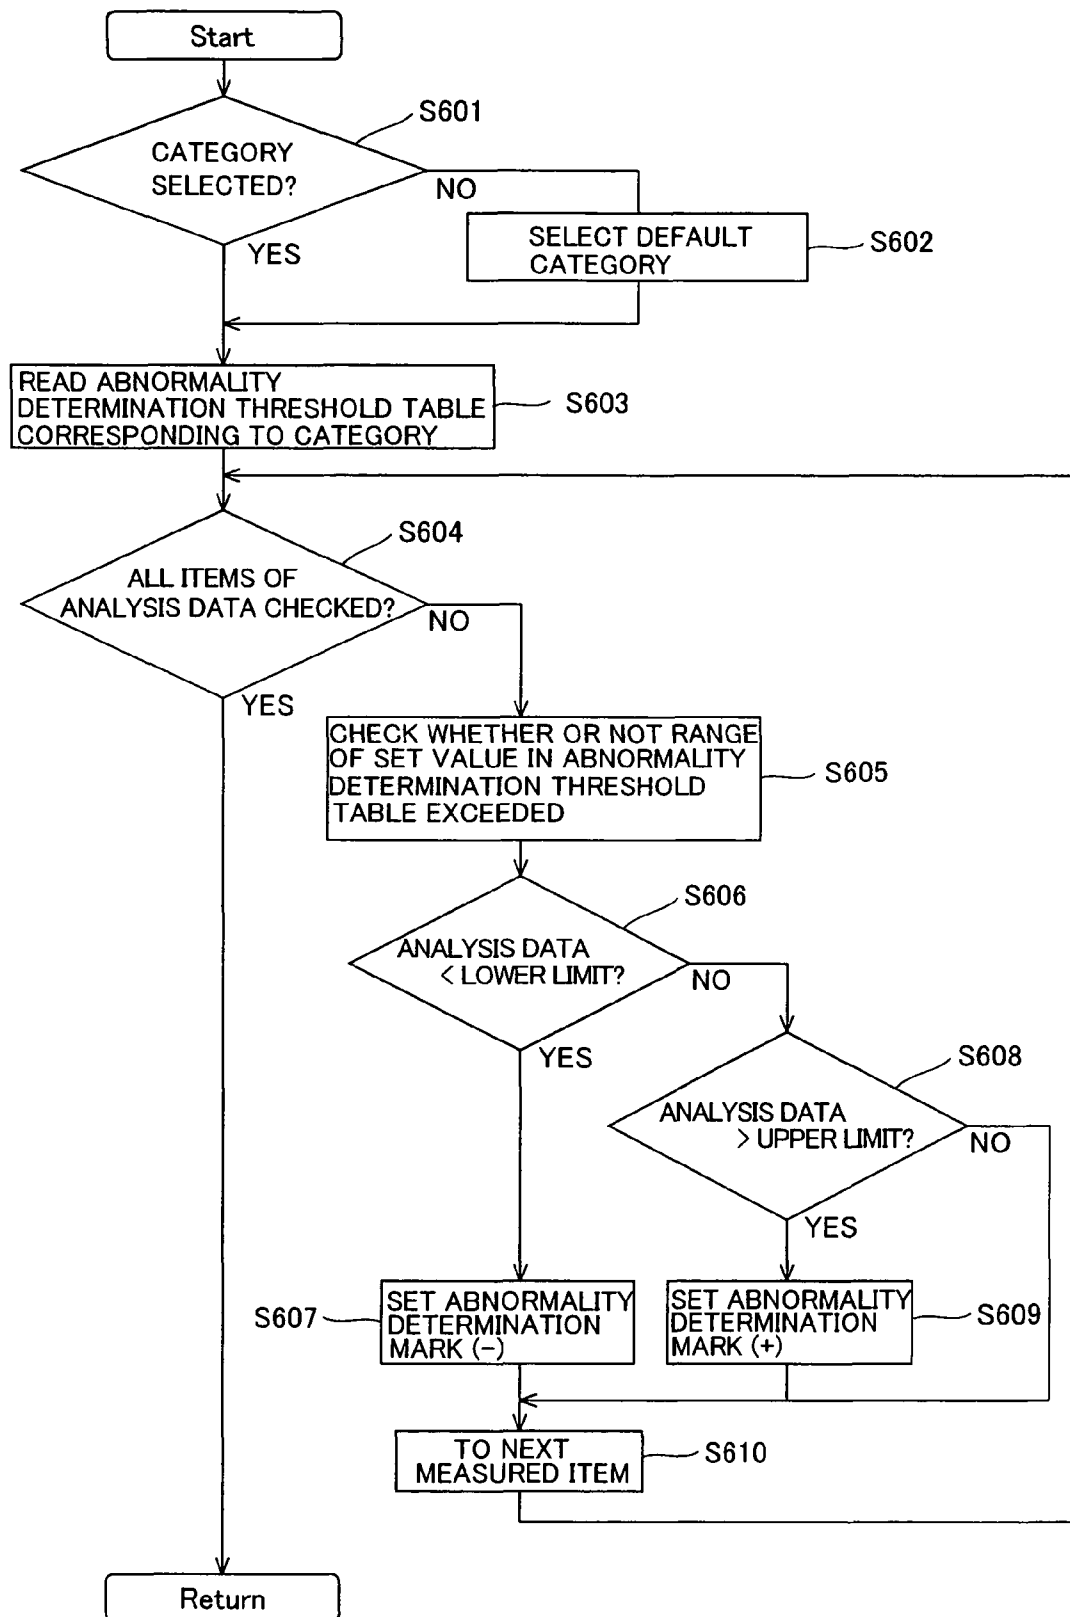 Start
S601
CATEGORY
SELECTED?
NO
YES
SELECT DEFAULT
CATEGORY
S602
READ ABNORMALITY
DETERMINATION THRESHOLD TABLE
CORRESPONDING TO CATEGORY
S603
S604
ALL ITEMS OF
ANALYSIS DATA CHECKED?
NO
YES
CHECK WHETHER OR NOT RANGE
OF SET VALUE IN ABNORMALITY
DETERMINATION THRESHOLD
TABLE EXCEEDED
S605
S606
ANALYSIS DATA
< LOWER LIMIT?
NO
YES
S608
ANALYSIS DATA
> UPPER LIMIT?
NO
YES
S607
SET ABNORMALITY
DETERMINATION
MARK (-)
SET ABNORMALITY
DETERMINATION
MARK (+)
S609
TO NEXT
MEASURED ITEM
S610
Return